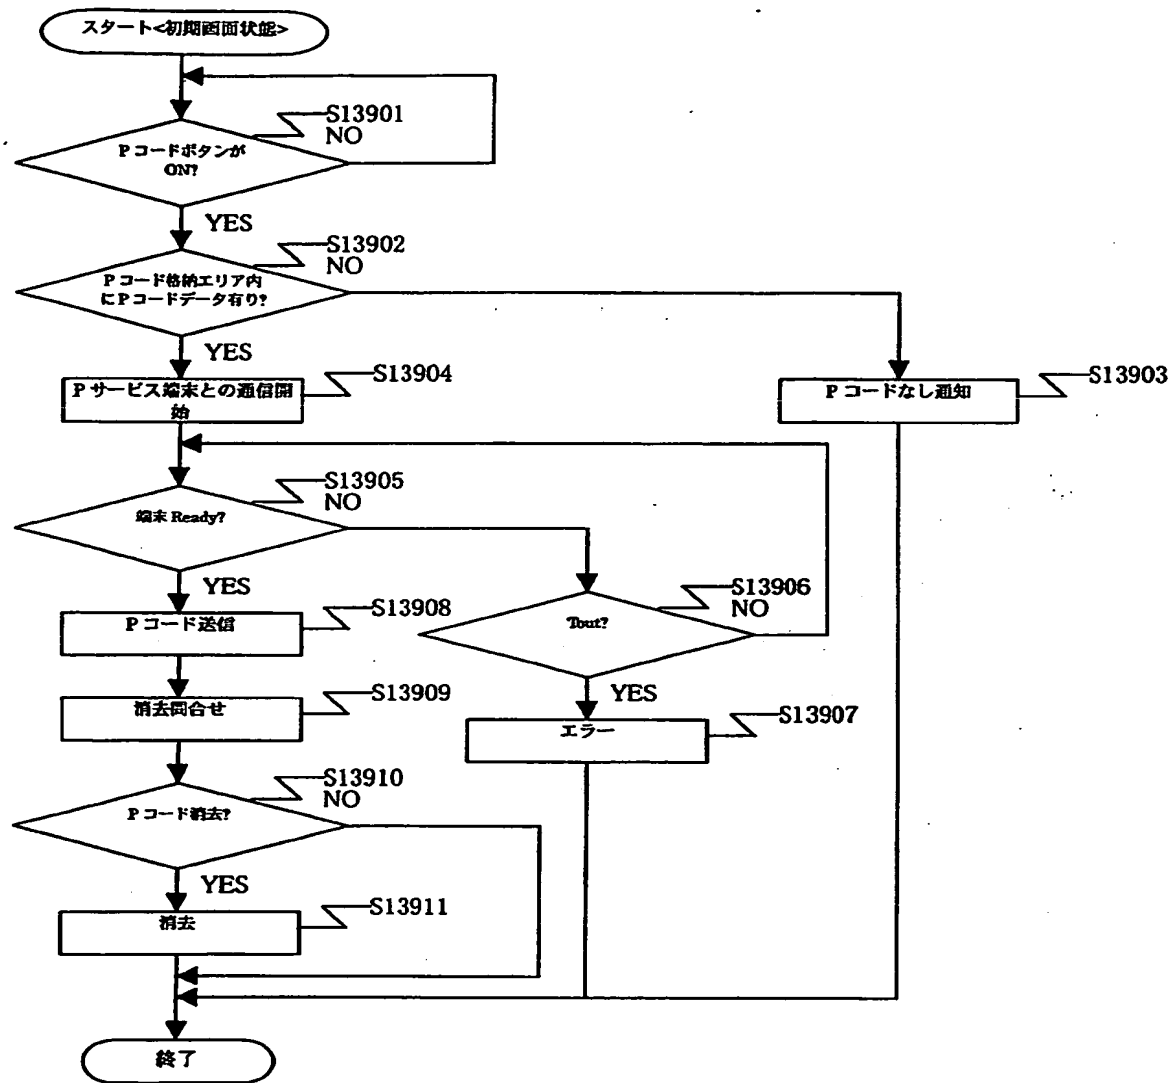 スタート<初期画面状態>
S13901
NO
Pコードボタンが
ON?
YES
S13902
NO
Pコード格納エリア内
にPコードデータ有り?
YES
S13904
Pサービス端末との通信開
始
S13903
Pコードなし通知
S13905
NO
端末Ready?
YES
S13906
NO
Tout?
S13908
Pコード送信
YES
S13909
消去問合せ
S13907
エラー
S13910
NO
Pコード消去?
YES
S13911
消去
終了